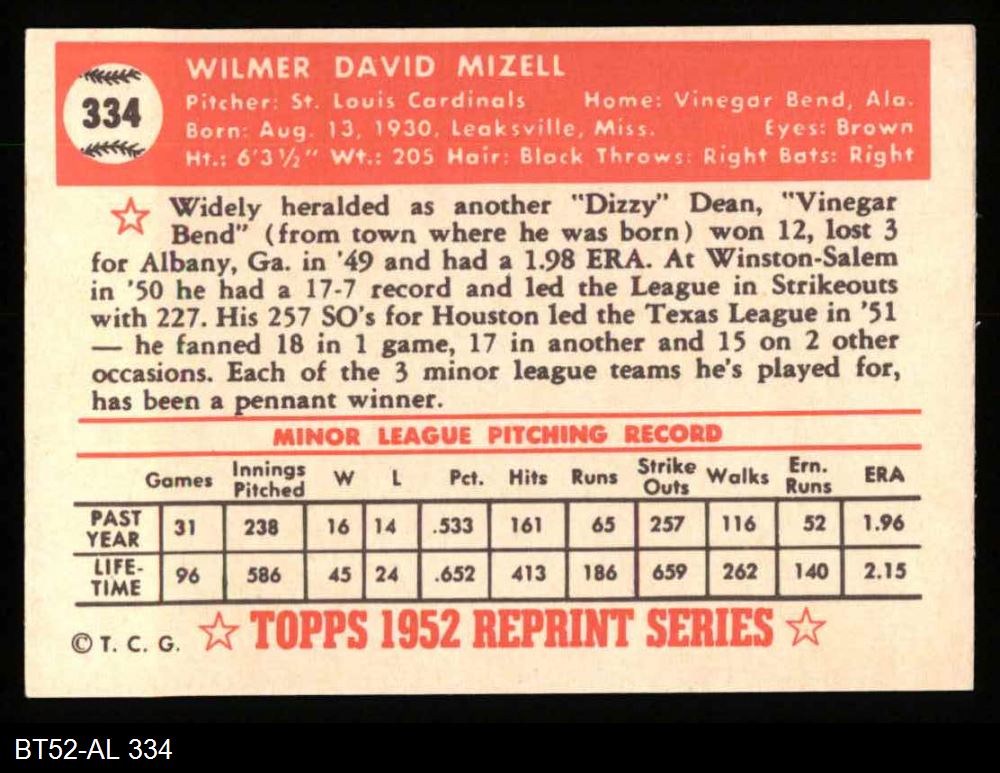 334
WILMER DAVID MIZELL
Pitcher: St. Louis Cardinals Home: Vinegar Bend, Ala.
Born: Aug. 13, 1930, Leaksville, Miss. Eyes: Brown
Ht.: 6'3½" Wt.: 205 Hair: Black Throws: Right Bats: Right
Widely heralded as another "Dizzy" Dean, "Vinegar
Bend" (from town where he was born) won 12, lost 3
for Albany, Ga. in '49 and had a 1.98 ERA. At Winston-Salem
in '50 he had a 17-7 record and led the League in Strikeouts
with 227. His 257 SO's for Houston led the Texas League in '51
— he fanned 18 in 1 game, 17 in another and 15 on 2 other
occasions. Each of the 3 minor league teams he's played for,
has been a pennant winner.
MINOR LEAGUE PITCHING RECORD
Games Innings Pitched W L Pct. Hits Runs Strike Outs Walks Ern. Runs ERA
PAST YEAR 31 238 16 14 .533 161 65 257 116 52 1.96
LIFE-TIME 96 586 45 24 .652 413 186 659 262 140 2.15
© T. C. G. TOPPS 1952 REPRINT SERIES
BT52-AL 334